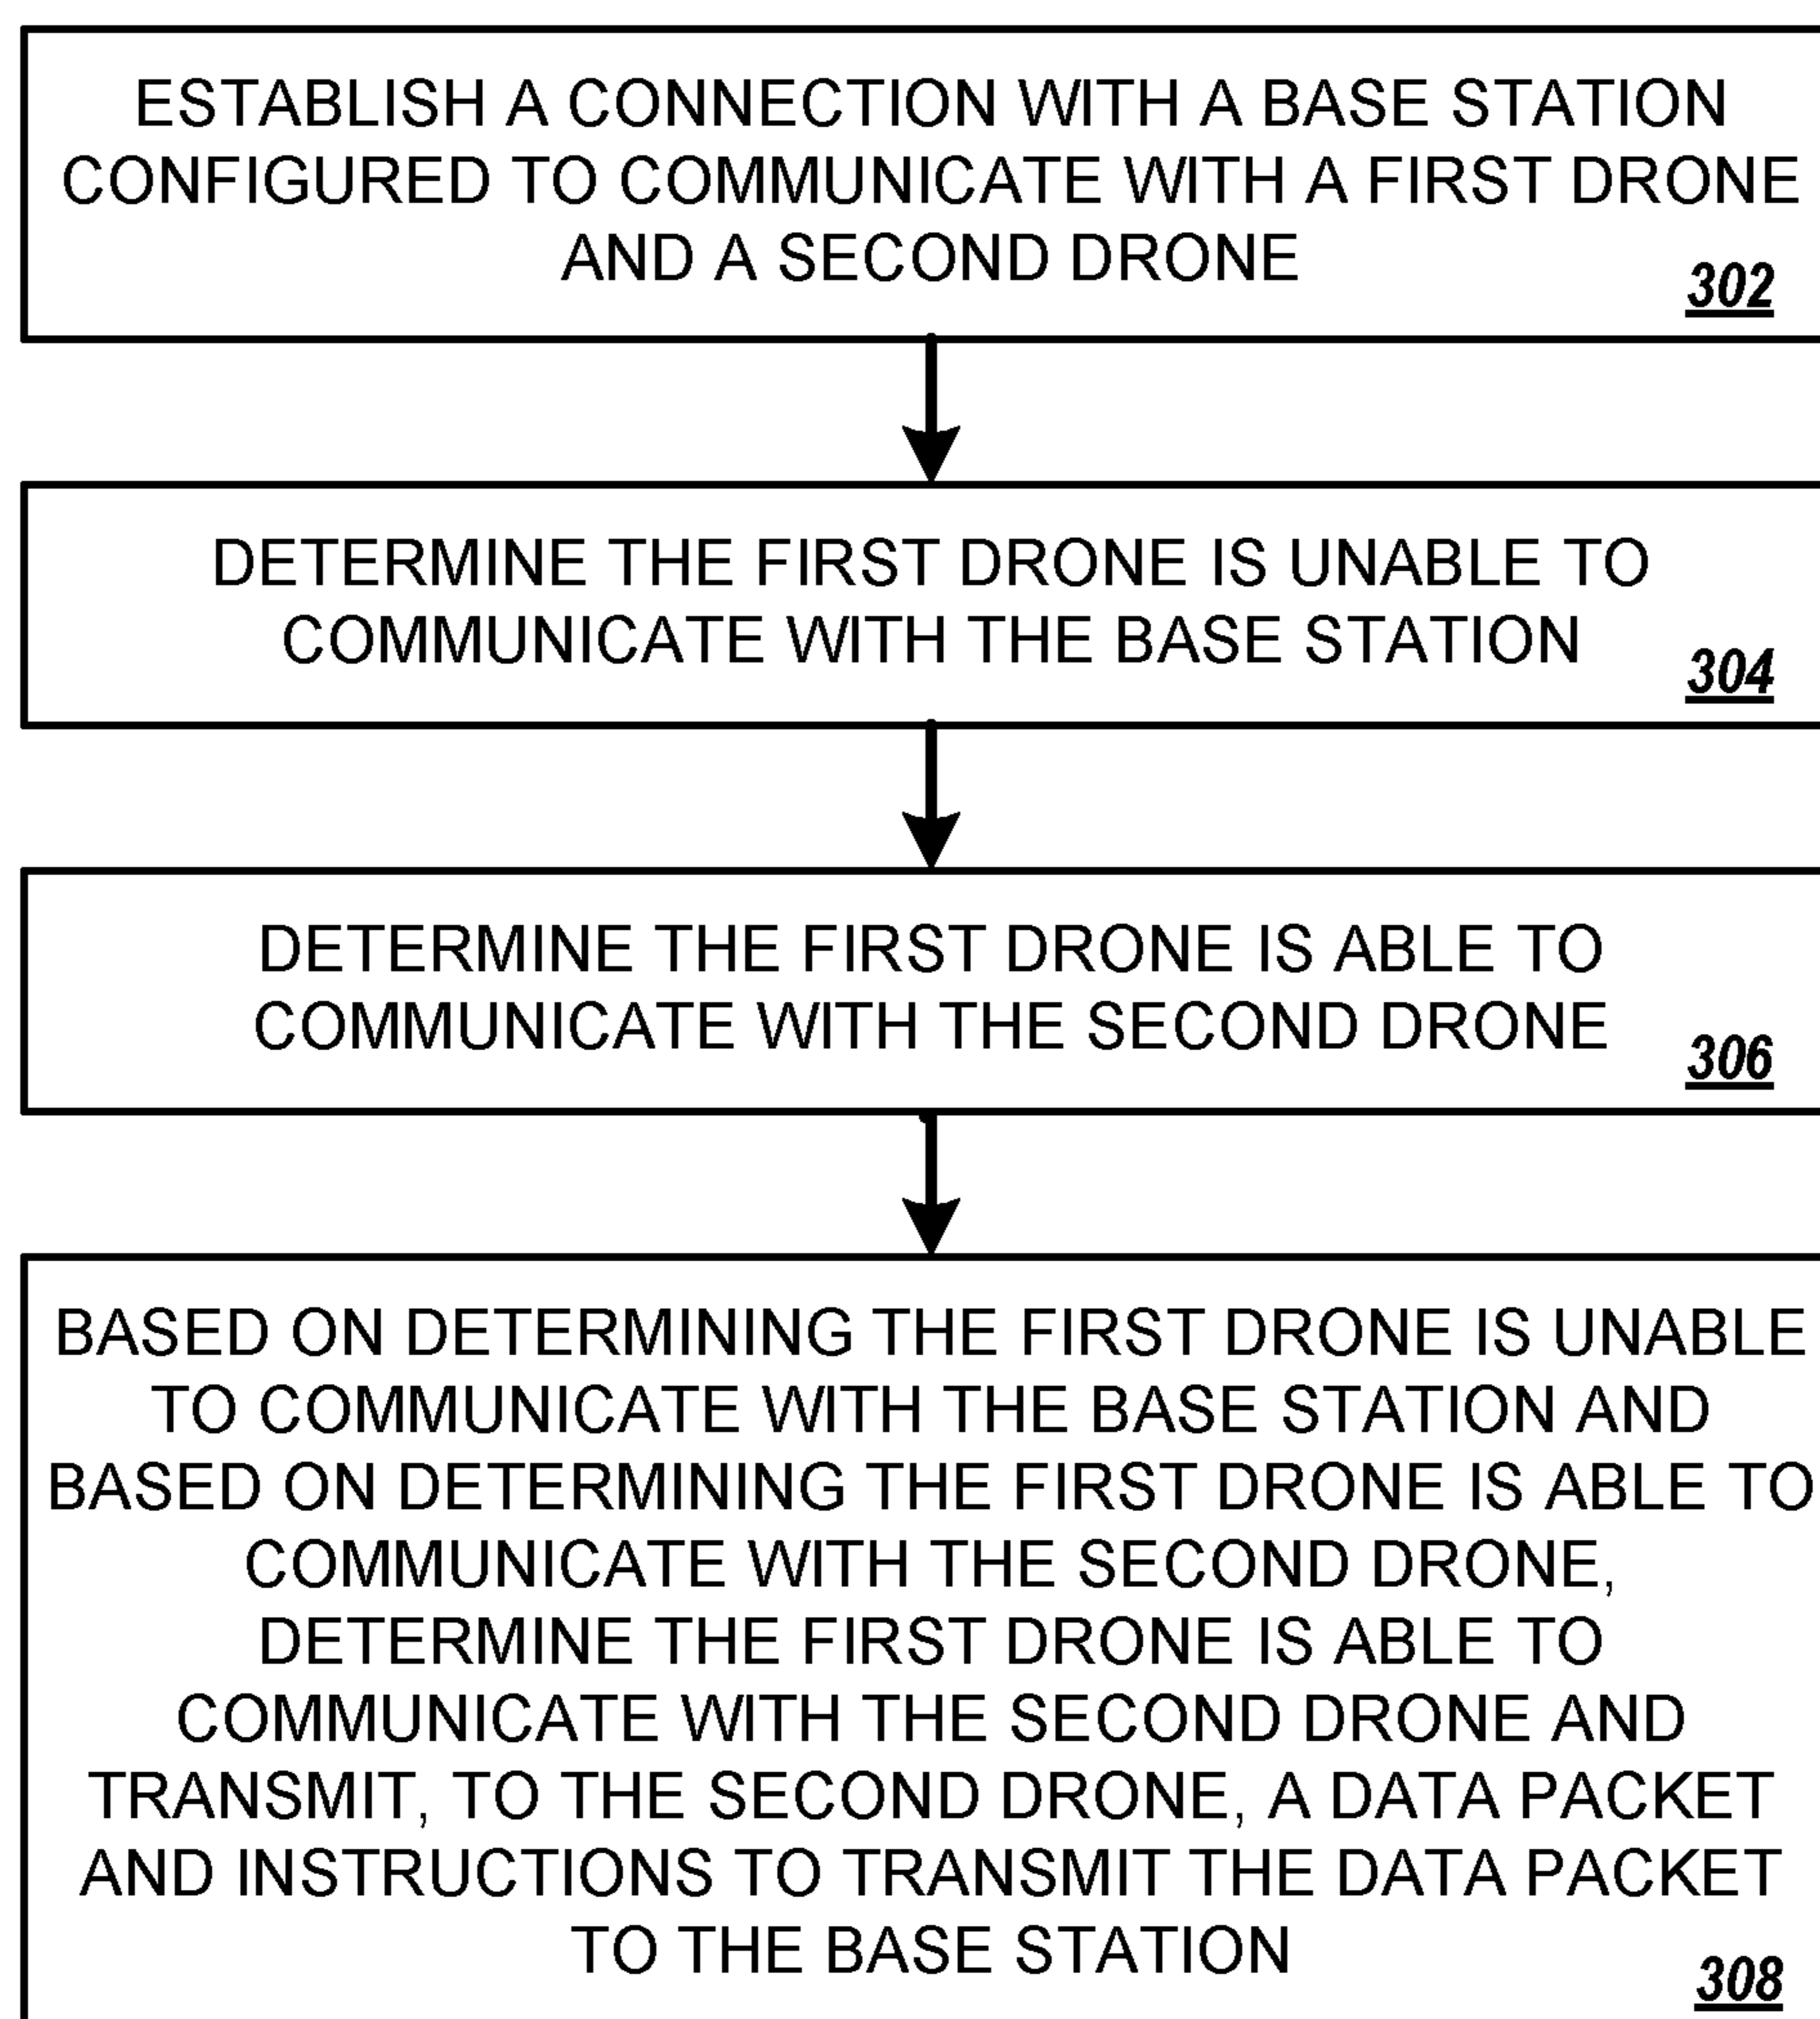 ESTABLISH A CONNECTION WITH A BASE STATION
CONFIGURED TO COMMUNICATE WITH A FIRST DRONE
AND A SECOND DRONE
302
DETERMINE THE FIRST DRONE IS UNABLE TO
COMMUNICATE WITH THE BASE STATION
304
DETERMINE THE FIRST DRONE IS ABLE TO
COMMUNICATE WITH THE SECOND DRONE
306
BASED ON DETERMINING THE FIRST DRONE IS UNABLE
TO COMMUNICATE WITH THE BASE STATION AND
BASED ON DETERMINING THE FIRST DRONE IS ABLE TO
COMMUNICATE WITH THE SECOND DRONE,
DETERMINE THE FIRST DRONE IS ABLE TO
COMMUNICATE WITH THE SECOND DRONE AND
TRANSMIT, TO THE SECOND DRONE, A DATA PACKET
AND INSTRUCTIONS TO TRANSMIT THE DATA PACKET
TO THE BASE STATION
308